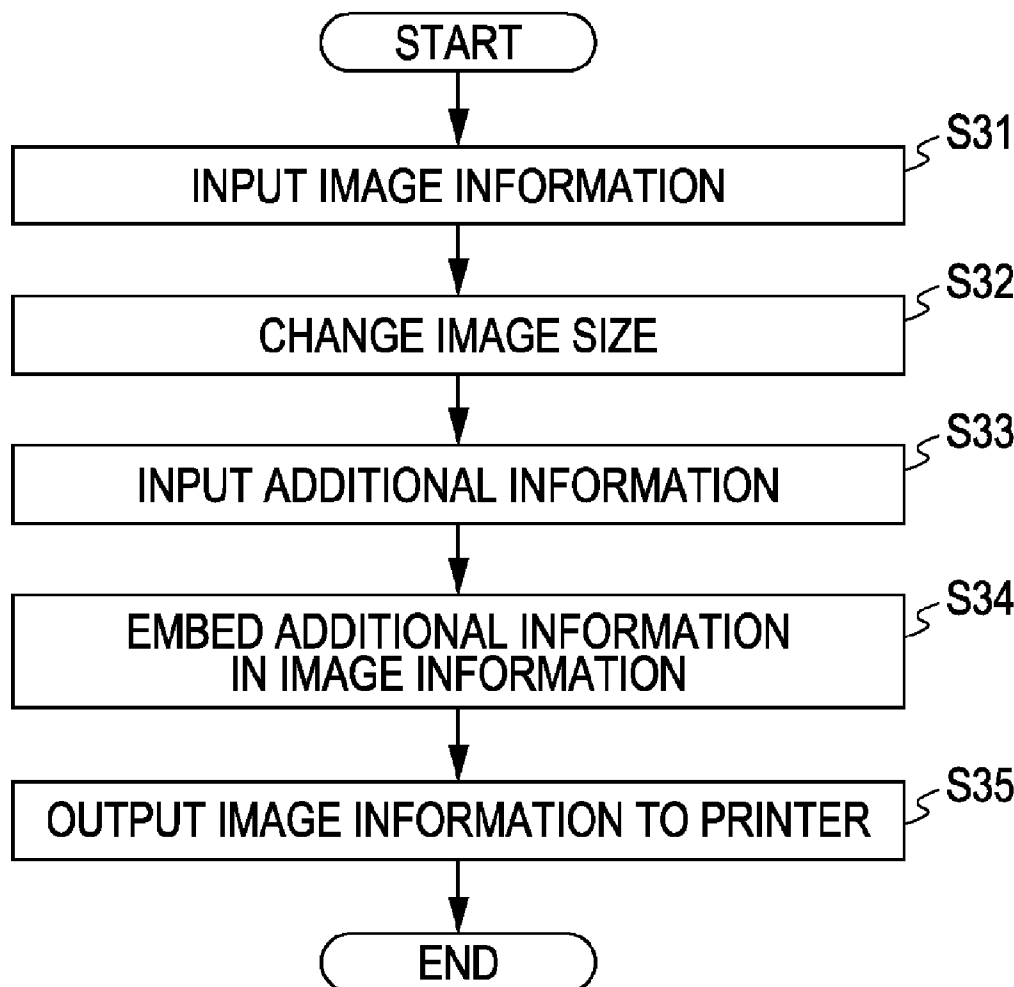 START
S31
INPUT IMAGE INFORMATION
S32
CHANGE IMAGE SIZE
S33
INPUT ADDITIONAL INFORMATION
S34
EMBED ADDITIONAL INFORMATION
IN IMAGE INFORMATION
S35
OUTPUT IMAGE INFORMATION TO PRINTER
END